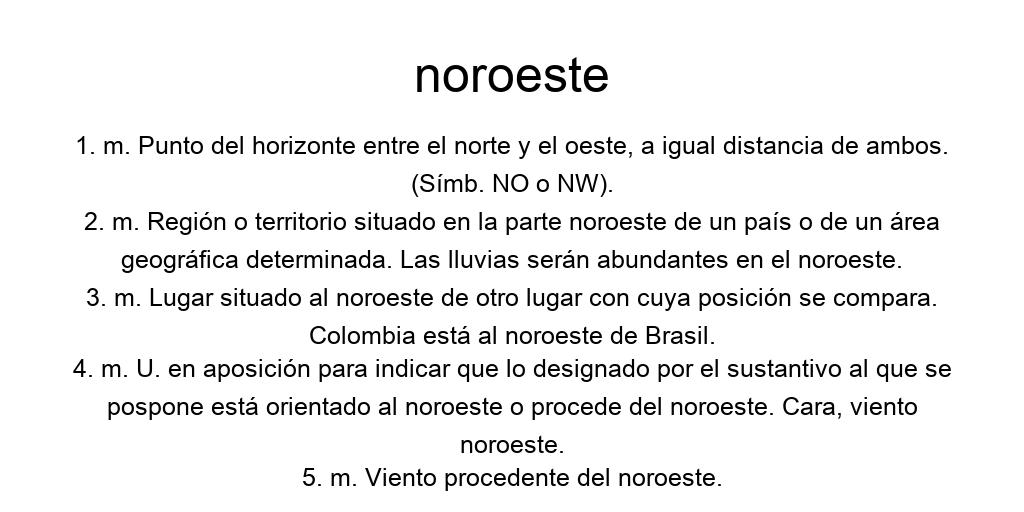 noroeste
1. m. Punto del horizonte entre el norte y el oeste, a igual distancia de ambos.
(Símb. NO o NW).
2. m. Región o territorio situado en la parte noroeste de un país o de un área
geográfica determinada. Las lluvias serán abundantes en el noroeste.
3. m. Lugar situado al noroeste de otro lugar con cuya posición se compara.
Colombia está al noroeste de Brasil.
4. m. U. en aposición para indicar que lo designado por el sustantivo al que se
pospone está orientado al noroeste o procede del noroeste. Cara, viento
noroeste.
5. m. Viento procedente del noroeste.